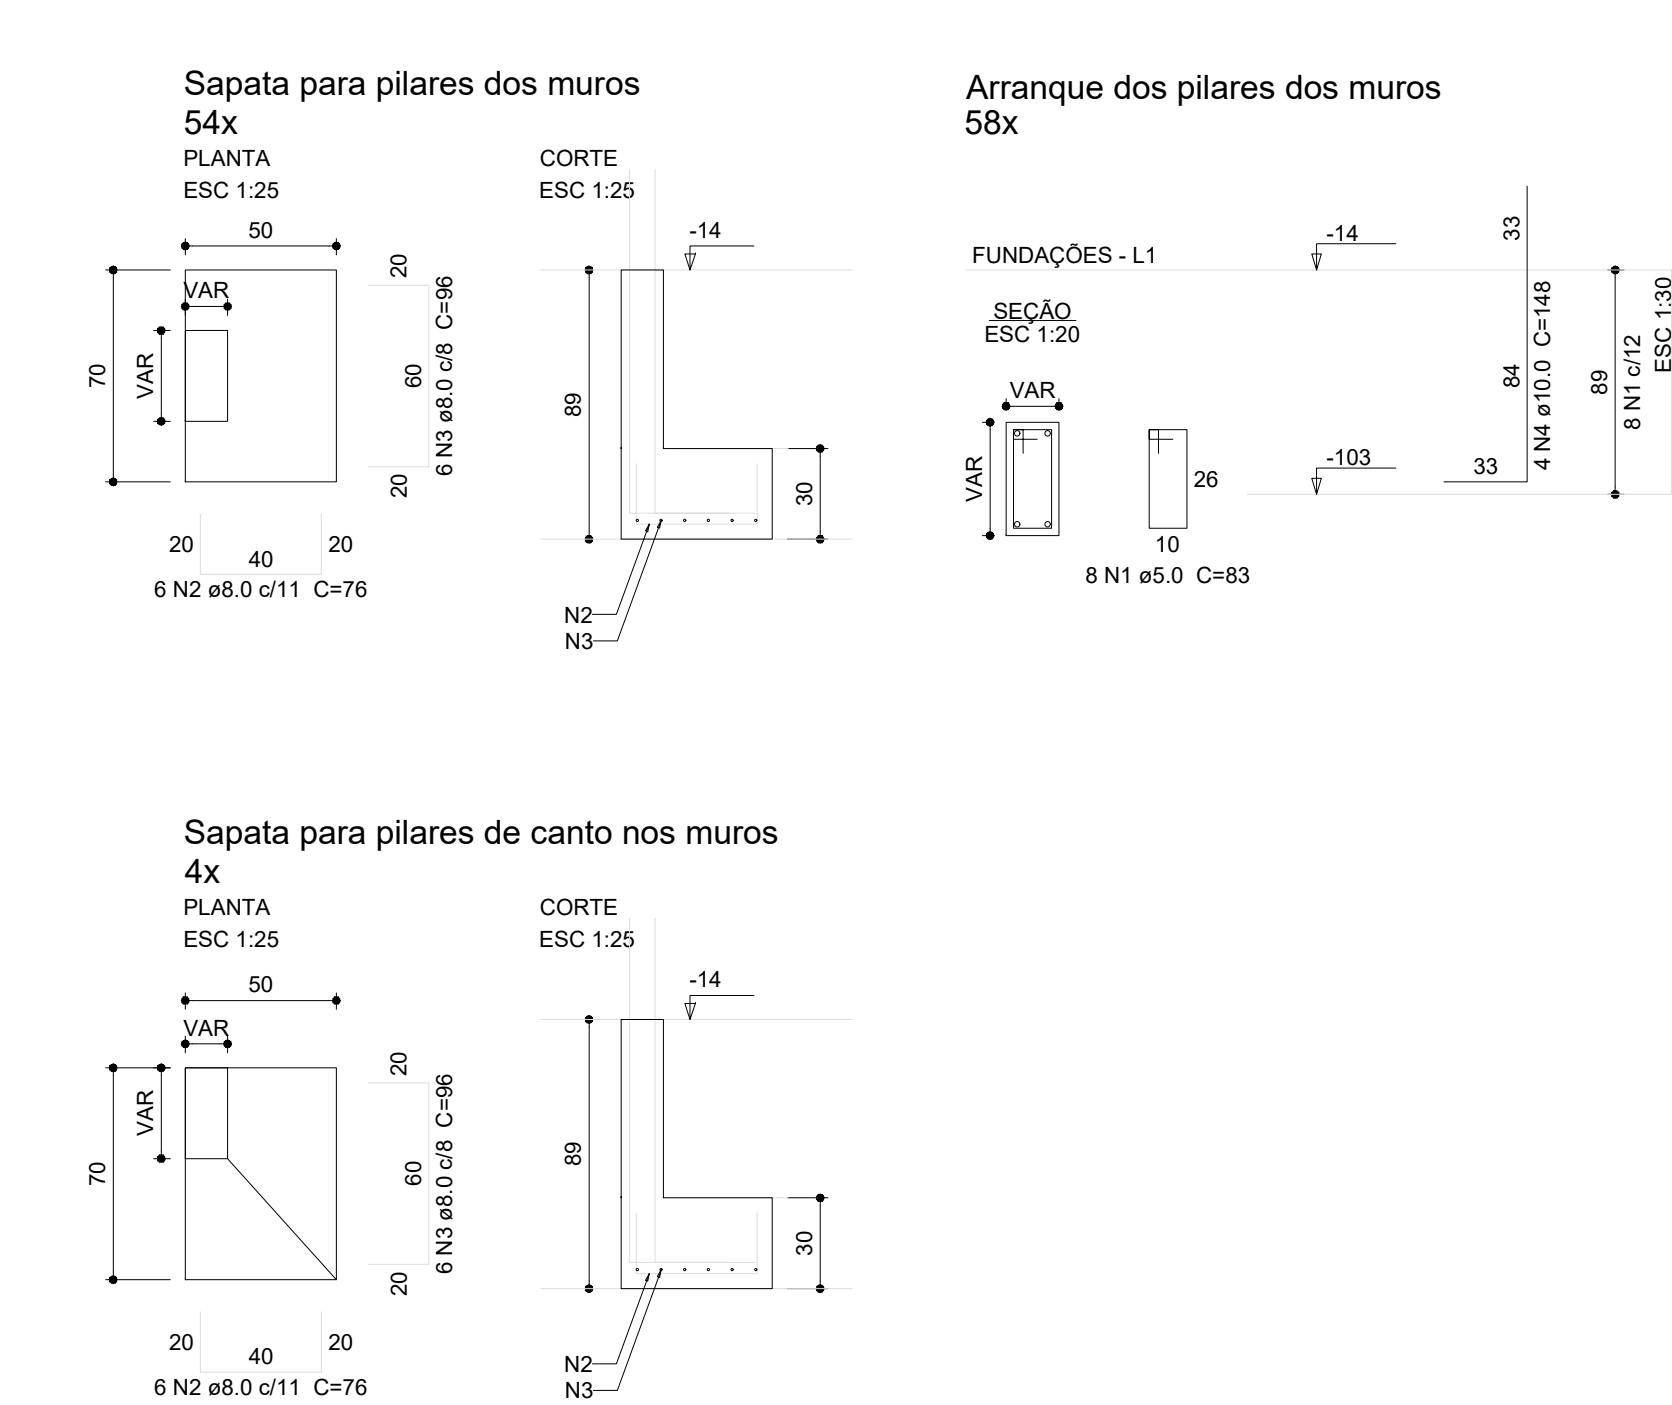 Sapata para pilares dos muros
54x
PLANTA
ESC 1:25
50
VAR
VAR
70
20
60
20
6 N3 ø8.0 c/8  C=96
20
40
20
6 N2 ø8.0 c/11  C=76
CORTE
ESC 1:25
-14
89
30
N2
N3
Arranque dos pilares dos muros
58x
FUNDAÇÕES - L1
-14
SEÇÃO
ESC 1:20
VAR
VAR
26
10
8 N1 ø5.0  C=83
-103
33
84
33
4 N4 ø10.0  C=148
89
8 N1 c/12
ESC 1:30
Sapata para pilares de canto nos muros
4x
PLANTA
ESC 1:25
50
VAR
VAR
70
20
60
20
6 N3 ø8.0 c/8  C=96
20
40
20
6 N2 ø8.0 c/11  C=76
CORTE
ESC 1:25
-14
89
30
N2
N3